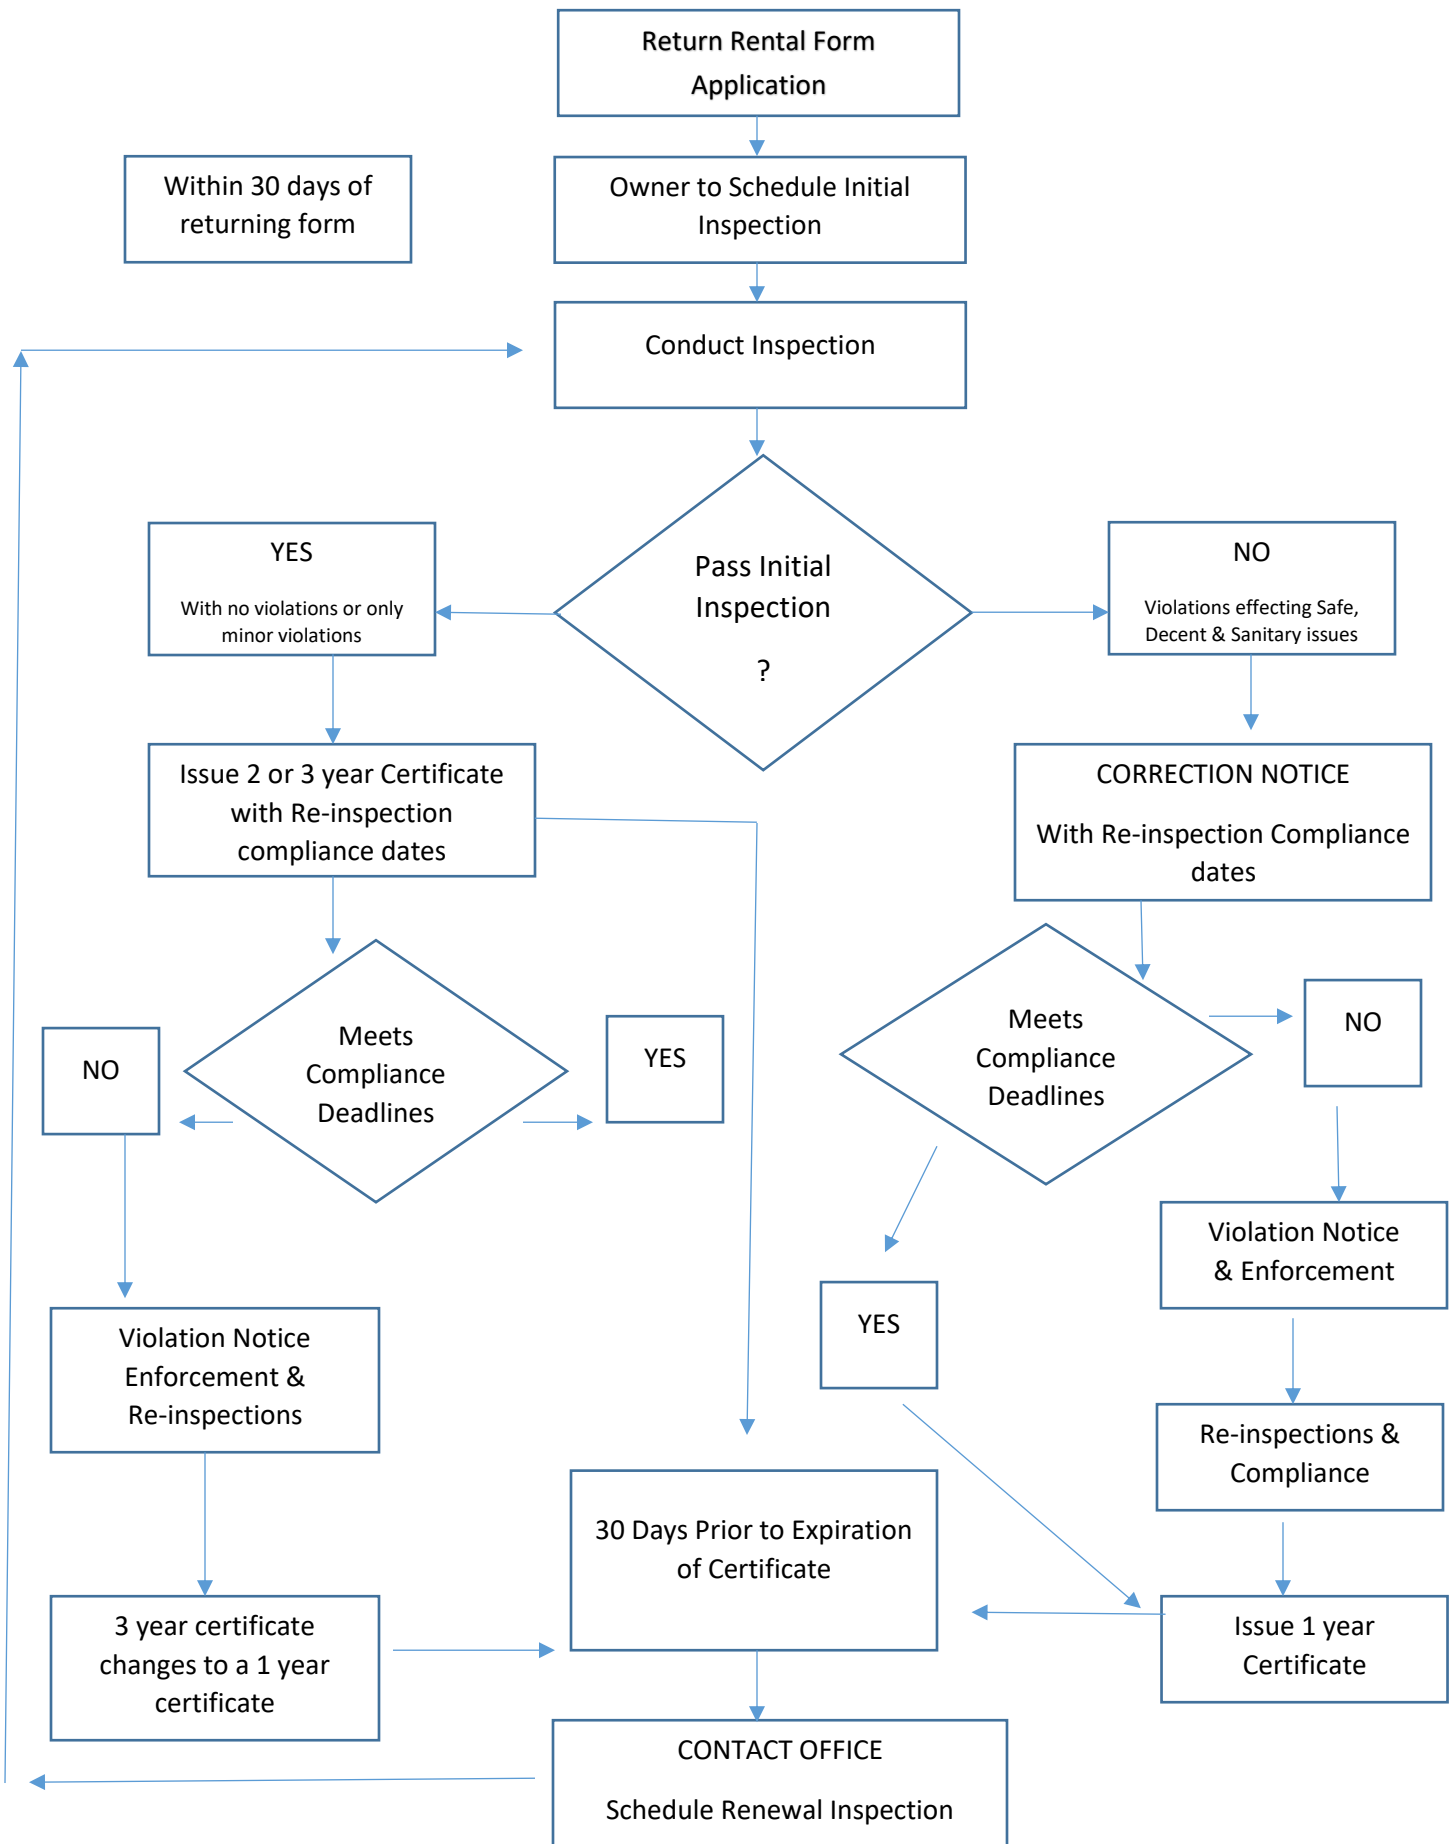 Return Rental Form
Application
Within 30 days of
returning form
Owner to Schedule Initial
Inspection
Conduct Inspection
Pass Initial
Inspection
?
YES
With no violations or only
minor violations
NO
Violations effecting Safe,
Decent & Sanitary issues
Issue 2 or 3 year Certificate
with Re-inspection
compliance dates
CORRECTION NOTICE
With Re-inspection Compliance
dates
NO
Meets
Compliance
Deadlines
YES
Meets
Compliance
Deadlines
NO
Violation Notice
& Enforcement
YES
Violation Notice
Enforcement &
Re-inspections
Re-inspections &
Compliance
30 Days Prior to Expiration
of Certificate
3 year certificate
changes to a 1 year
certificate
Issue 1 year
Certificate
CONTACT OFFICE
Schedule Renewal Inspection